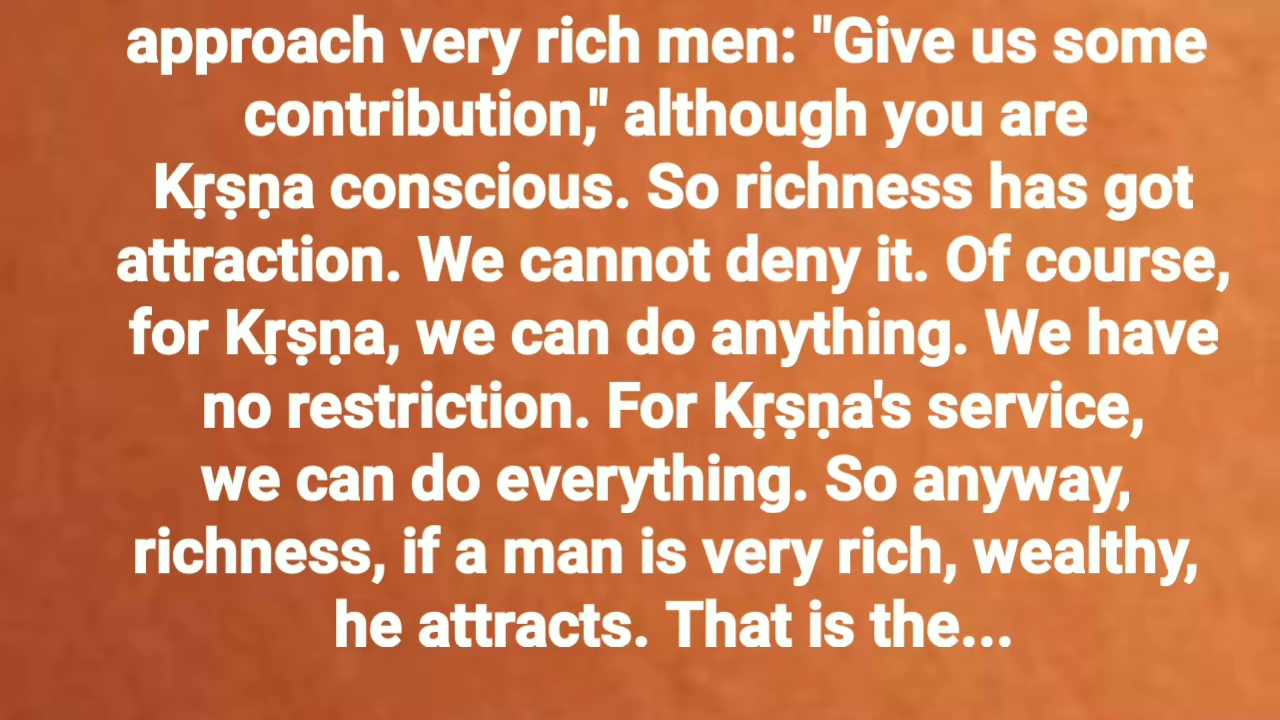 approach very rich men: "Give us some
contribution," although you are
Kṛṣṇa conscious. So richness has got
attraction. We cannot deny it. Of course,
for Kṛṣṇa, we can do anything. We have
no restriction. For Kṛṣṇa's service,
we can do everything. So anyway,
richness, if a man is very rich, wealthy,
he attracts. That is the...